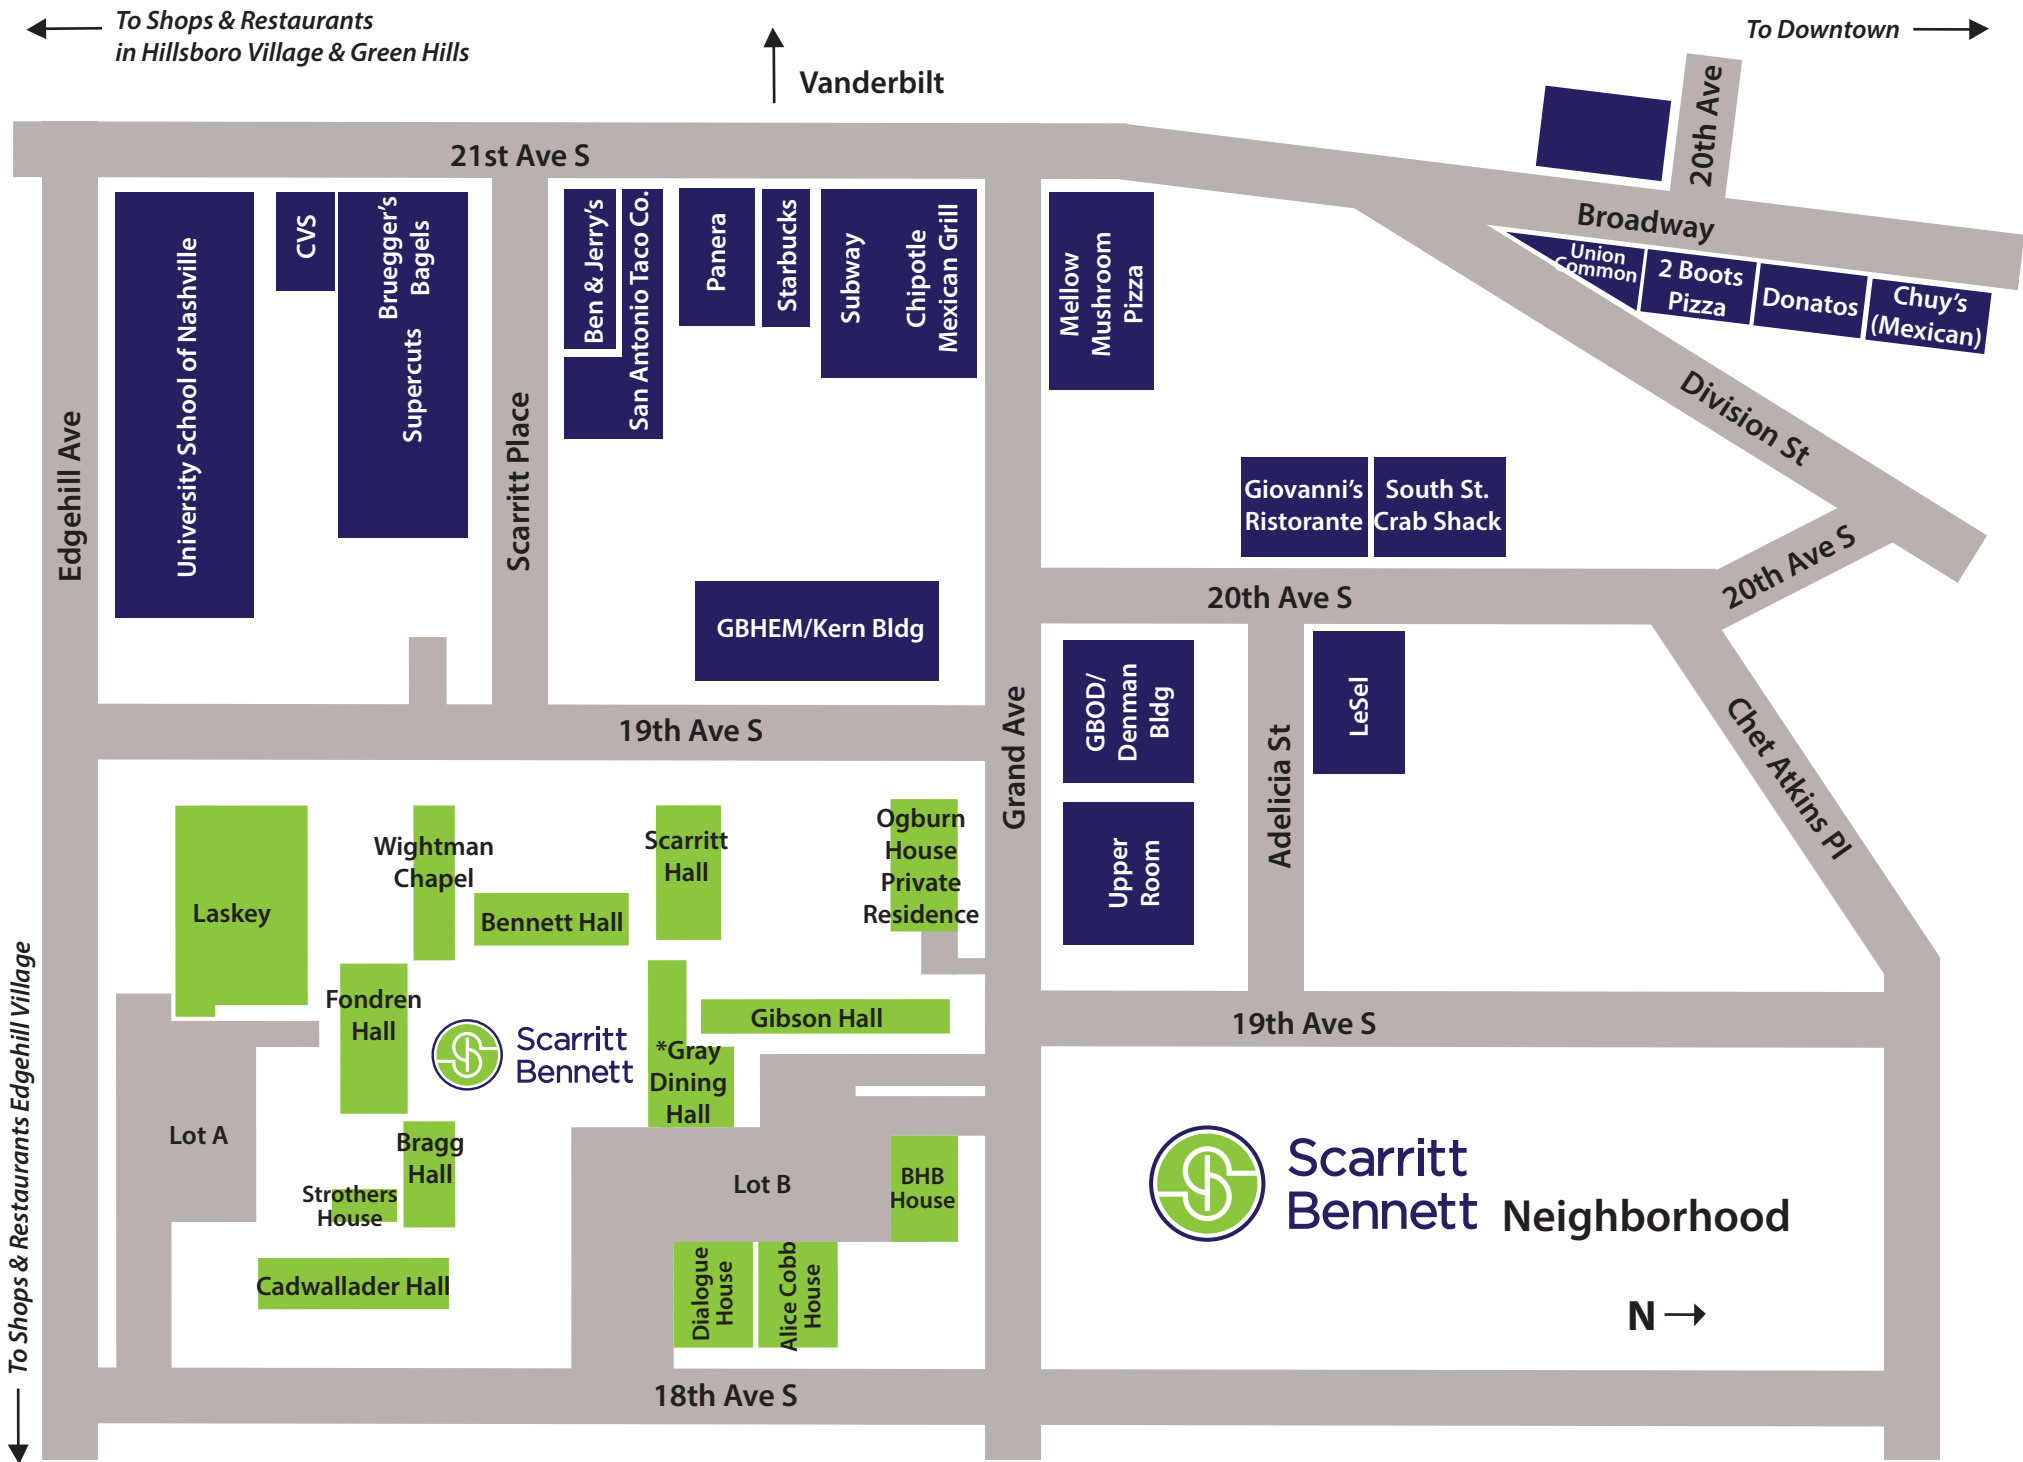 To Shops & Restaurants
in Hillsboro Village & Green Hills
Vanderbilt
To Downtown
20th Ave
21st Ave S
Broadway
University School of Nashville
CVS
Bruegger's
Bagels
Supercuts
Ben & Jerry's
San Antonio Taco Co.
Panera
Starbucks
Subway
Chipotle
Mexican Grill
Mellow
Mushroom
Pizza
Union
Common
2 Boots
Pizza
Donatos
Chuy's
(Mexican)
Division St
Edgehill Ave
Scarritt Place
Giovanni's
Ristorante
South St.
Crab Shack
20th Ave S
20th Ave S
GBHEM/Kern Bldg
19th Ave S
Grand Ave
GBOD/
Denman
Bldg
Adelicia St
LeSel
Chet Atkins Pl
Upper
Room
Laskey
Wightman
Chapel
Bennett Hall
Scarritt
Hall
Ogburn
House
Private
Residence
Fondren
Hall
Scarritt
Bennett
Gibson Hall
*Gray
Dining
Hall
19th Ave S
Lot A
Bragg
Hall
Strothers
House
Lot B
BHB
House
Cadwallader Hall
Dialogue
House
Alice Cobb
House
Scarritt
Bennett
Neighborhood
N
18th Ave S
To Shops & Restaurants Edgehill Village